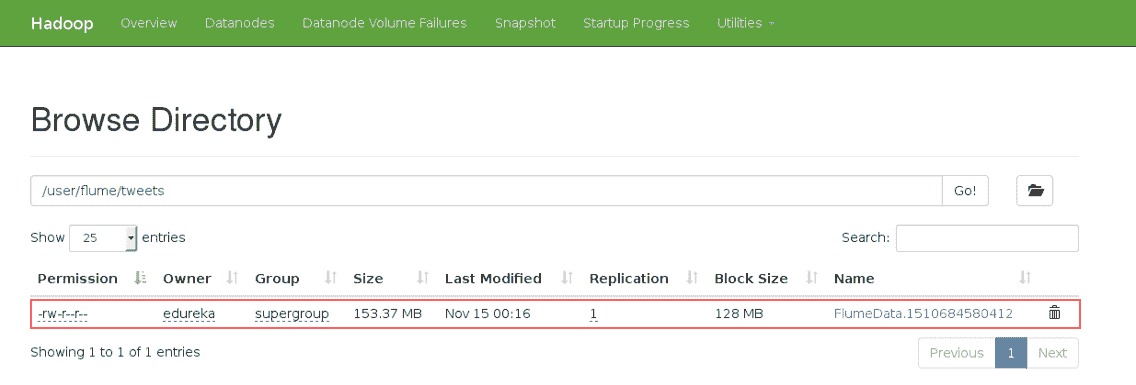 Hadoop Overview Datanodes Datanode Volume Failures Snapshot Startup Progress Utilities
Browse Directory
/user/flume/tweets Go!
Show 25 entries Search:
Permission Owner Group Size Last Modified Replication Block Size Name
-rw-r--r-- edureka supergroup 153.37 MB Nov 15 00:16 1 128 MB FlumeData.1510684580412
Showing 1 to 1 of 1 entries Previous 1 Next